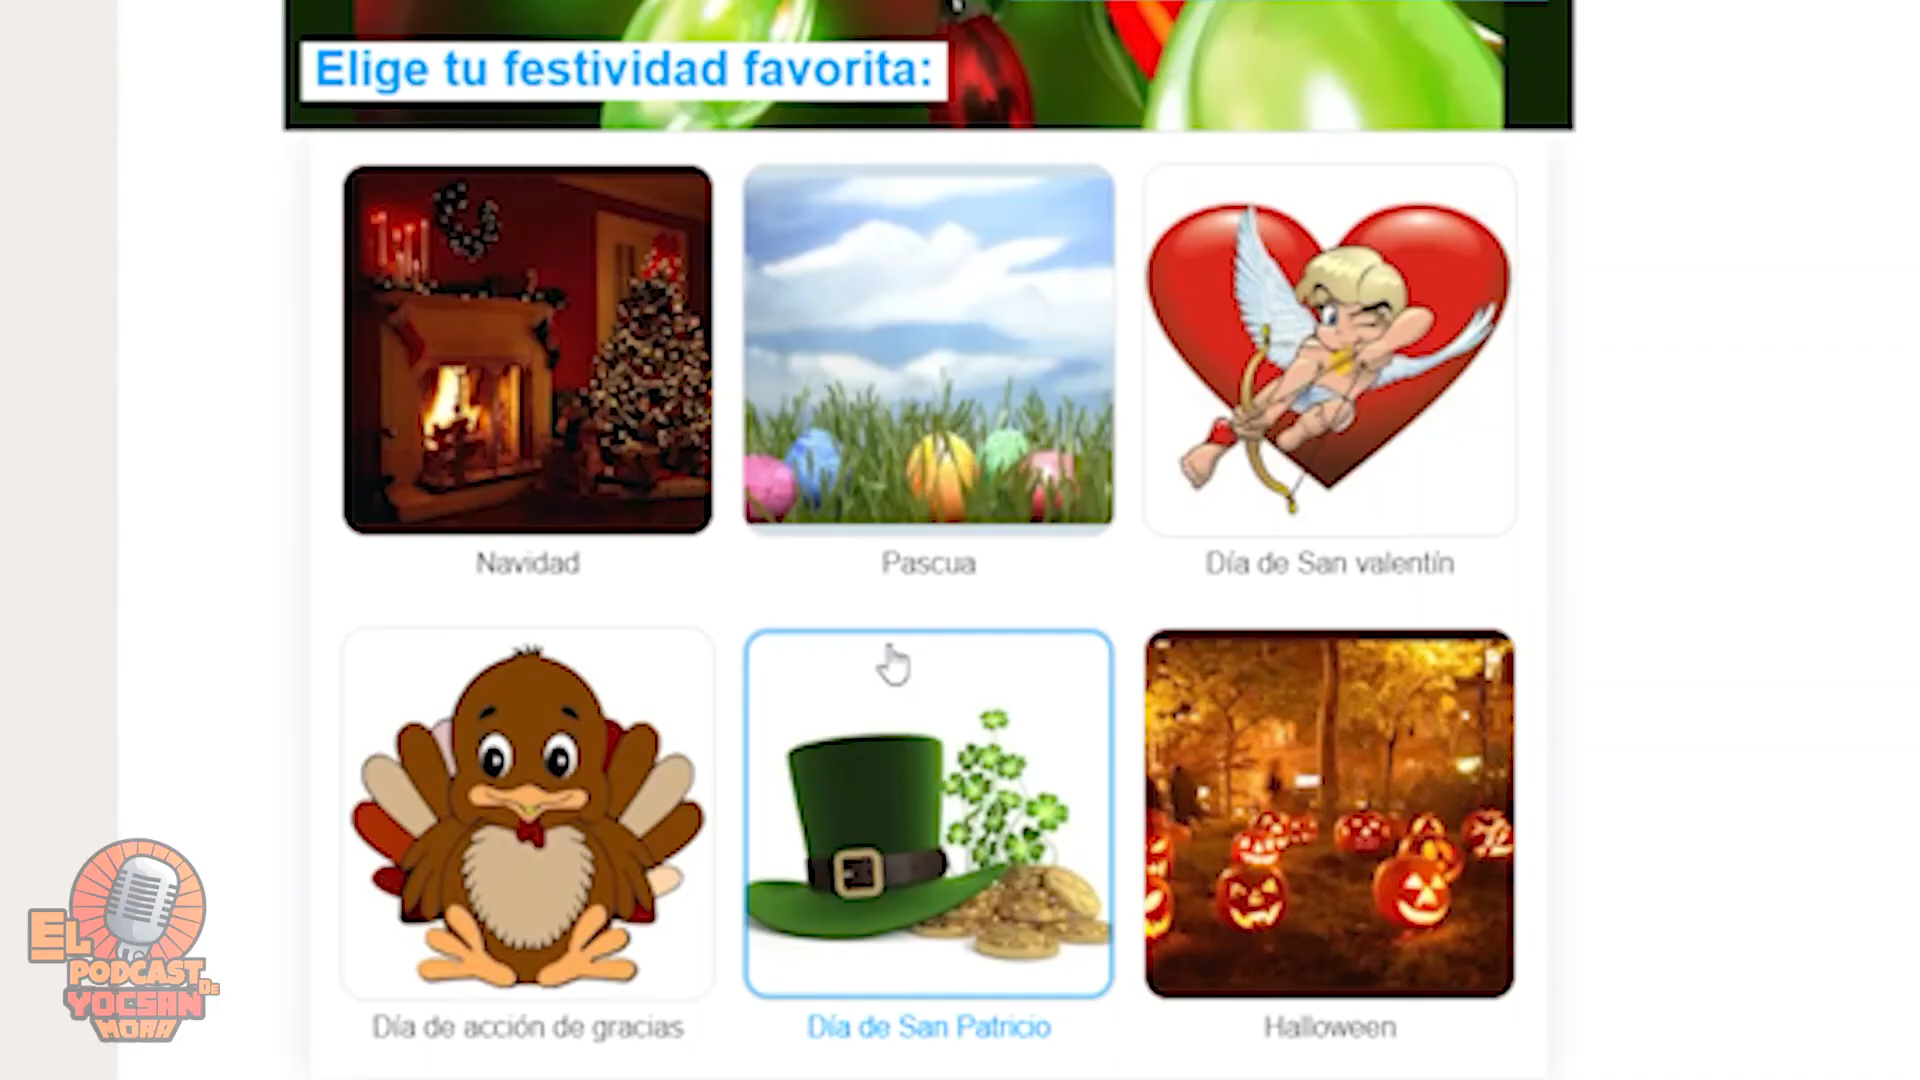 Elige tu festividad favorita:
Navidad
Pascua
Día de San valentín
Día de acción de gracias
Día de San Patricio
Halloween
EL
PODCAST DE
YOCSAN
MORA